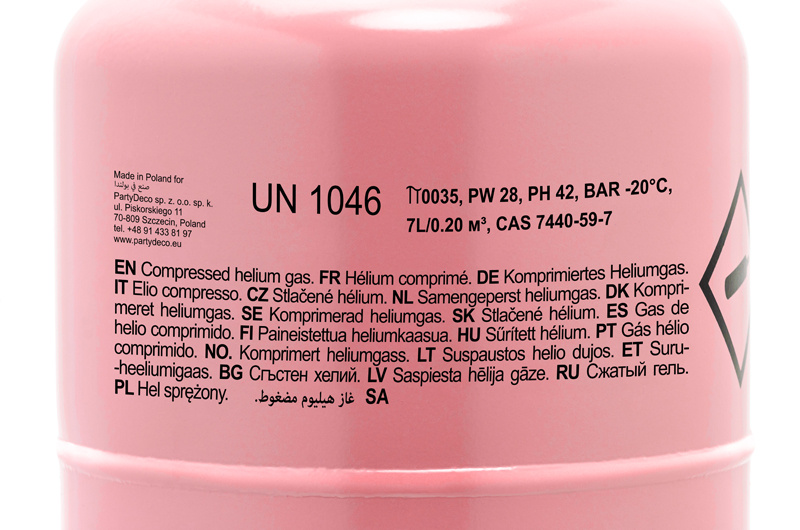 Made in Poland for
صنع في بولندا
PartyDeco sp. z. o.o. sp. k.
ul. Piskorskiego 11
70-809 Szczecin, Poland
tel. +48 91 433 81 97
www.partydeco.eu
UN 1046
π0035, PW 28, PH 42, BAR -20°C,
7L/0.20 м³, CAS 7440-59-7
EN Compressed helium gas. FR Hélium comprimé. DE Komprimiertes Heliumgas.
IT Elio compresso. CZ Stlačené hélium. NL Samengeperst heliumgas. DK Kompri-
meret heliumgas. SE Komprimerad heliumgas. SK Stlačené hélium. ES Gas de
helio comprimido. FI Paineistettua heliumkaasua. HU Sűrített hélium. PT Gás hélio
comprimido. NO. Komprimert heliumgass. LT Suspaustos helio dujos. ET Suru-
-heeliumigaas. BG Сгъстен хелий. LV Saspiesta hēlija gāze. RU Сжатый гель.
PL Hel sprężony. غاز هيليوم مضغوط. SA